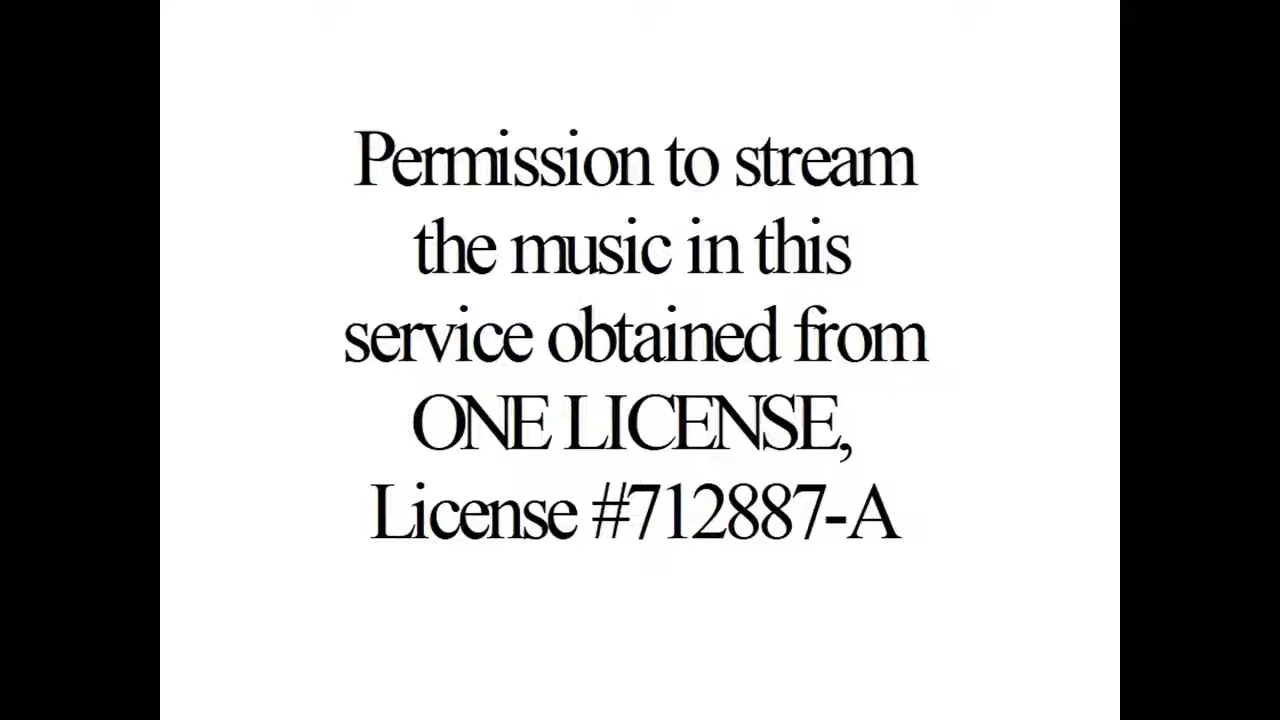 Permission to stream
the music in this
service obtained from
ONE LICENSE,
License #712887-A